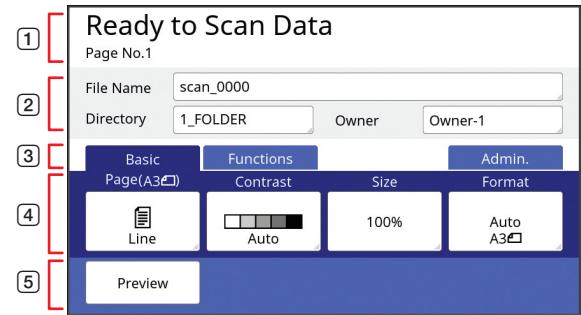 1
Ready to Scan Data
Page No.1
2
File Name scan_0000
Directory 1_FOLDER Owner Owner-1
3
Basic Functions Admin.
4
Page(A3) Contrast Size Format
Line Auto 100% Auto
A3
5
Preview